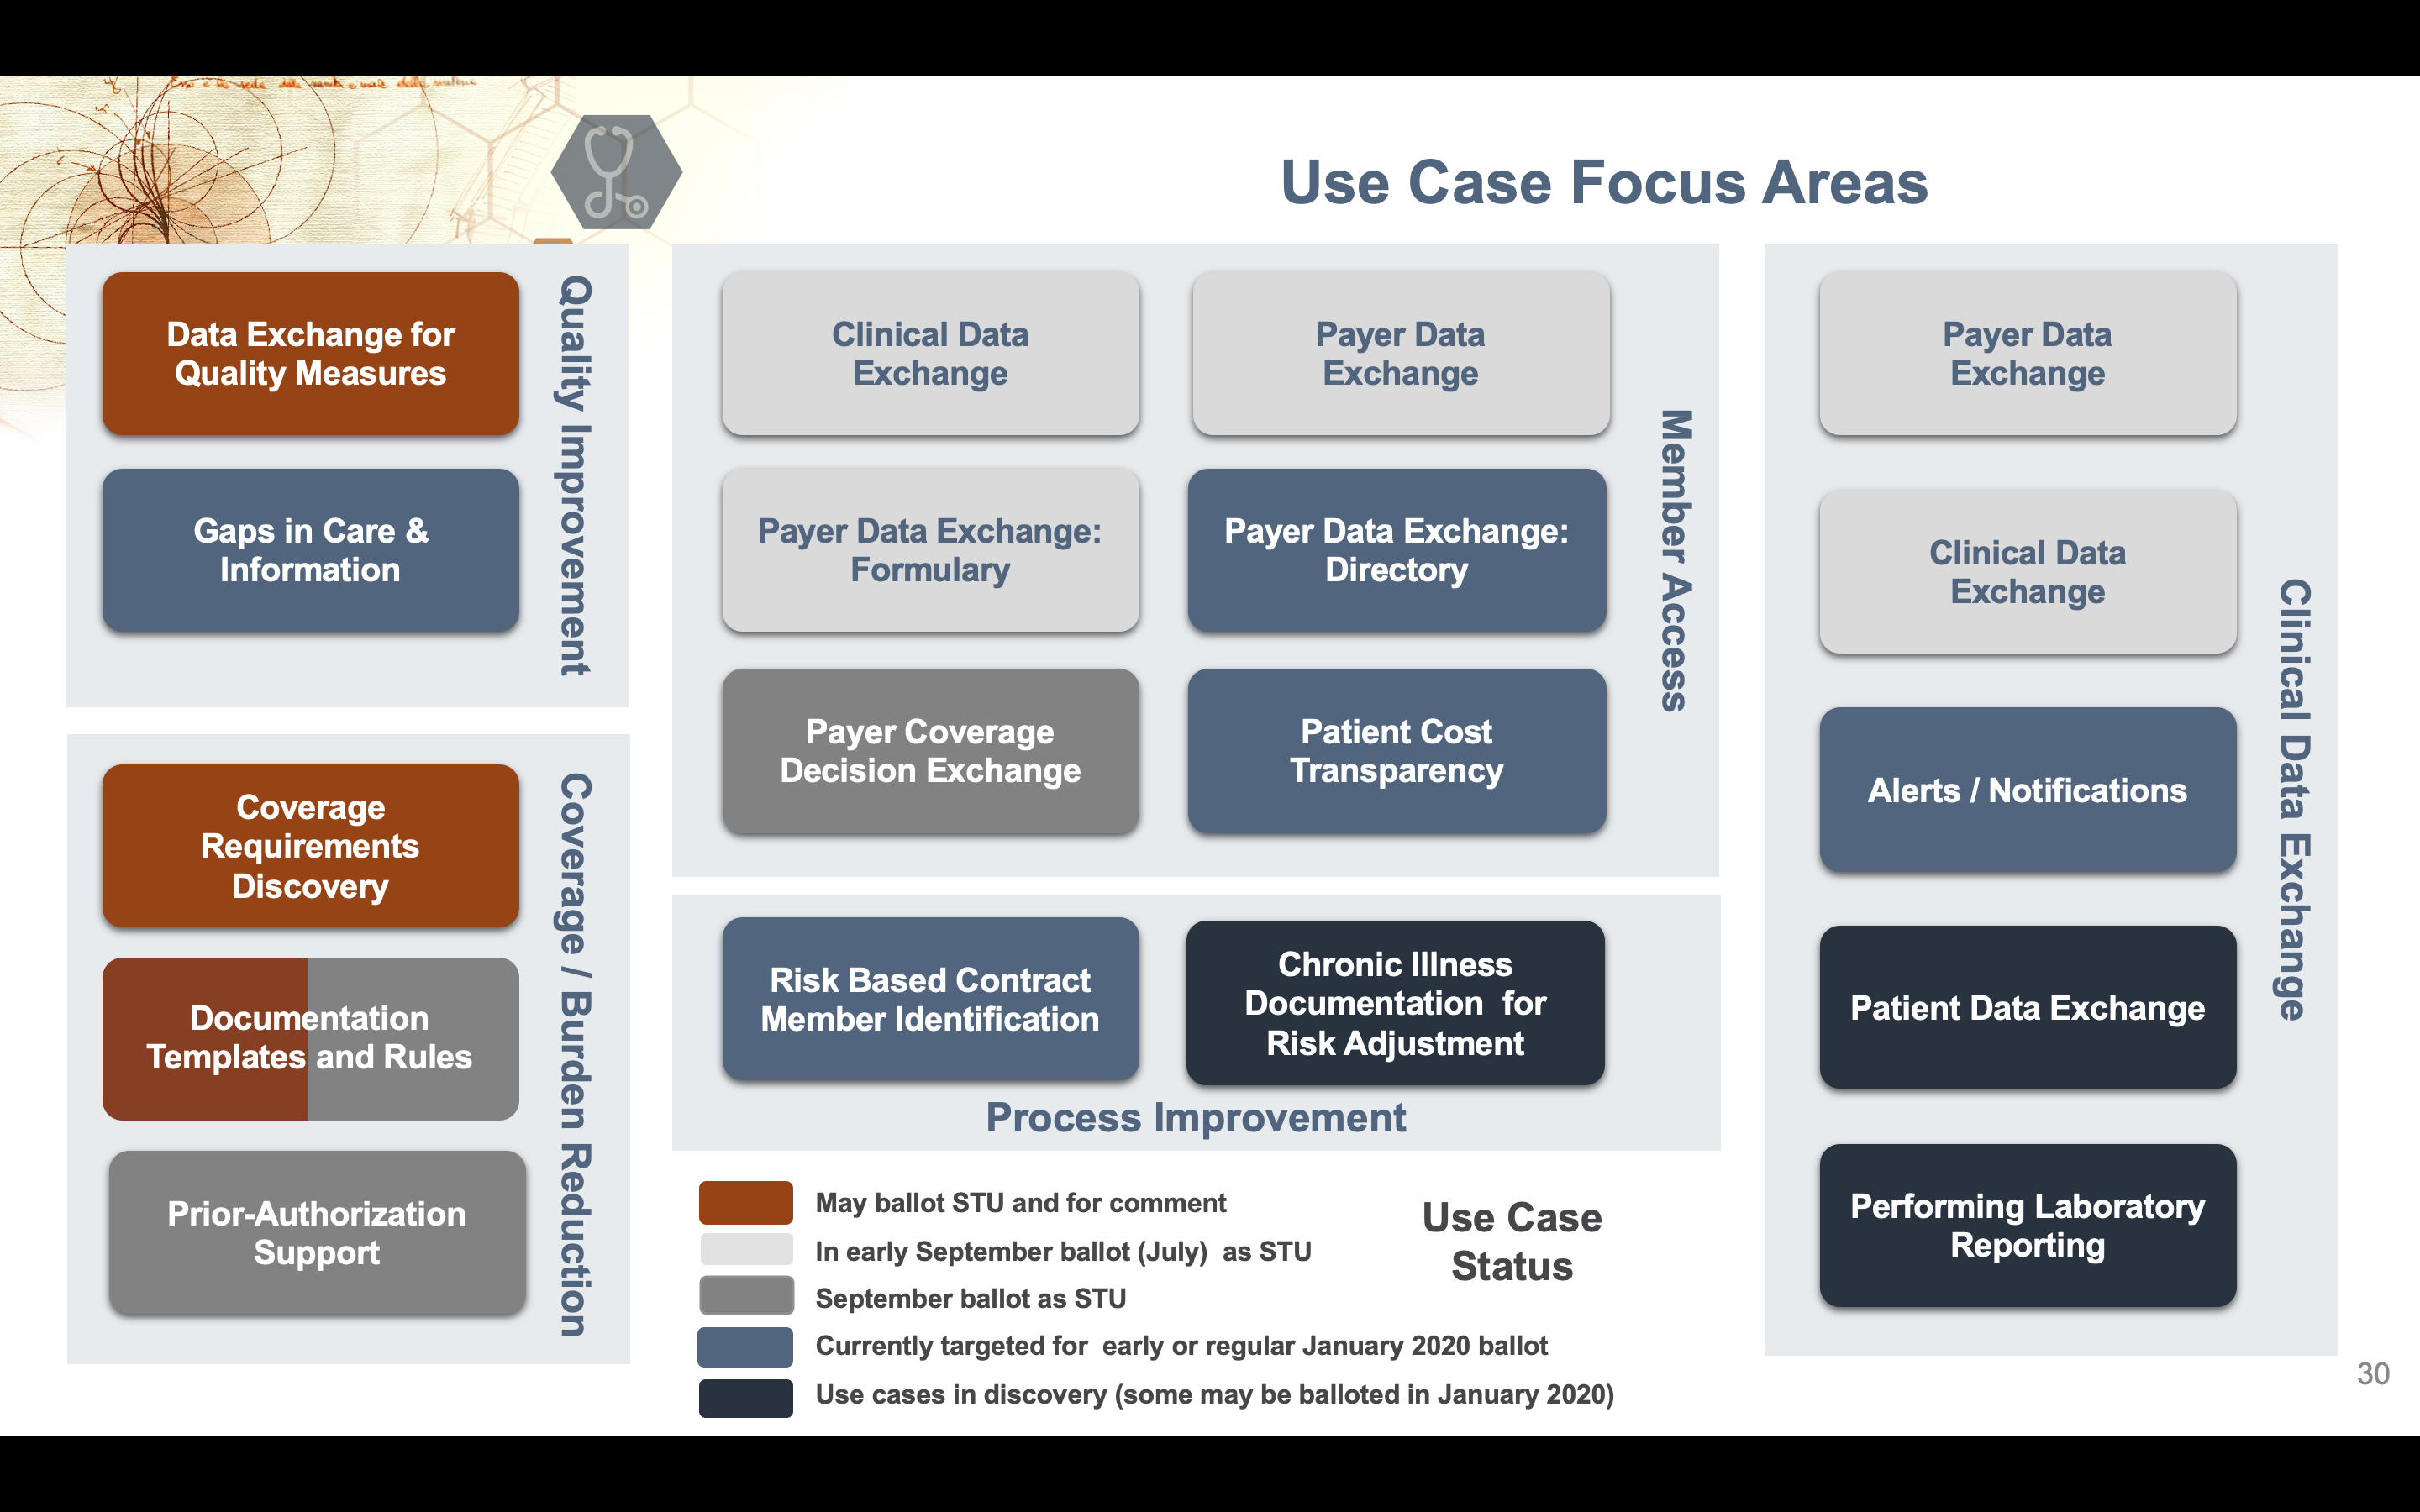 Use Case Focus Areas
Data Exchange for
Quality Measures
Gaps in Care &
Information
Quality Improvement
Coverage
Requirements
Discovery
Documentation
Templates and Rules
Prior-Authorization
Support
Coverage / Burden Reduction
Clinical Data
Exchange
Payer Data
Exchange
Payer Data Exchange:
Formulary
Payer Data Exchange:
Directory
Payer Coverage
Decision Exchange
Patient Cost
Transparency
Member Access
Risk Based Contract
Member Identification
Chronic Illness
Documentation for
Risk Adjustment
Process Improvement
Payer Data
Exchange
Clinical Data
Exchange
Alerts / Notifications
Patient Data Exchange
Performing Laboratory
Reporting
Clinical Data Exchange
May ballot STU and for comment
In early September ballot (July) as STU
September ballot as STU
Currently targeted for early or regular January 2020 ballot
Use cases in discovery (some may be balloted in January 2020)
Use Case
Status
30